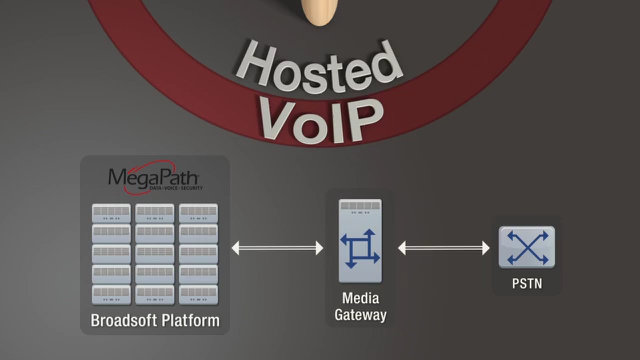 Hosted
VoIP
MegaPath
DATA • VOICE • SECURITY
Broadsoft Platform
Media
Gateway
PSTN